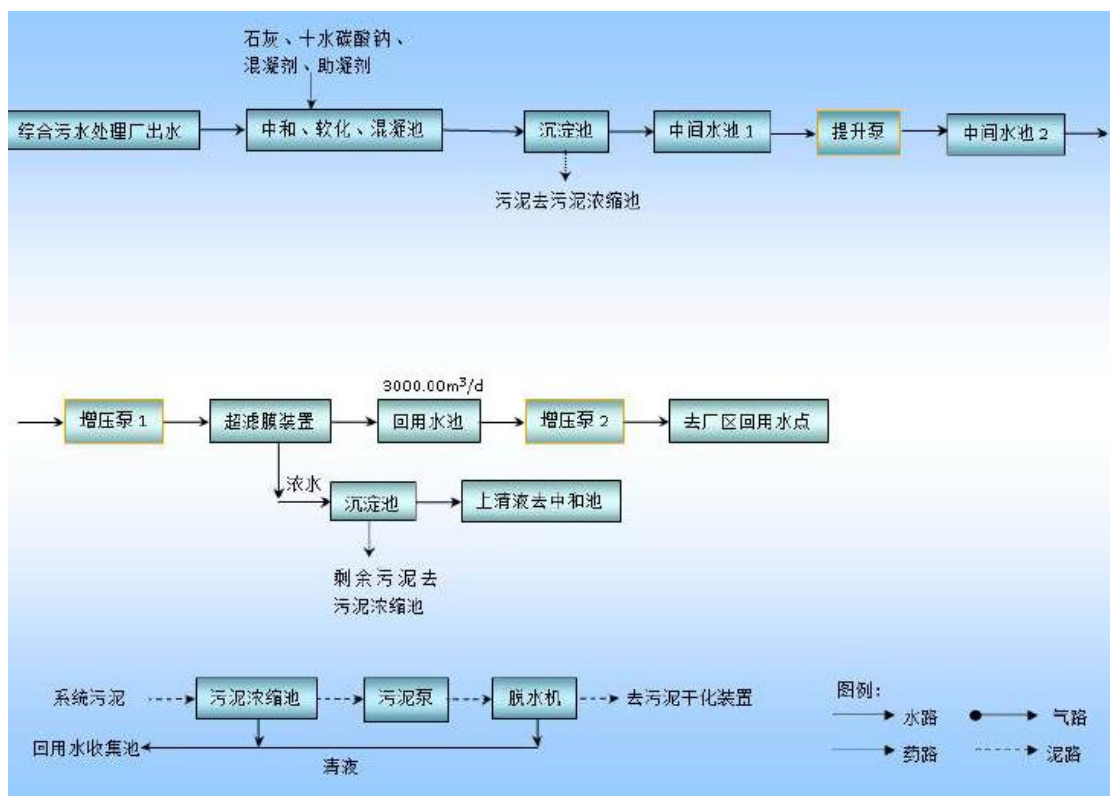 石灰、十水碳酸钠、
混凝剂、助凝剂
综合污水处理厂出水
中和、软化、混凝池
沉淀池
中间水池1
提升泵
中间水池2
污泥去污泥浓缩池
3000.00m³/d
增压泵1
超滤膜装置
回用水池
增压泵2
去厂区回用水点
浓水
沉淀池
上清液去中和池
剩余污泥去
污泥浓缩池
系统污泥
污泥浓缩池
污泥泵
脱水机
去污泥干化装置
回用水收集池
清液
图例：
水路
气路
药路
泥路